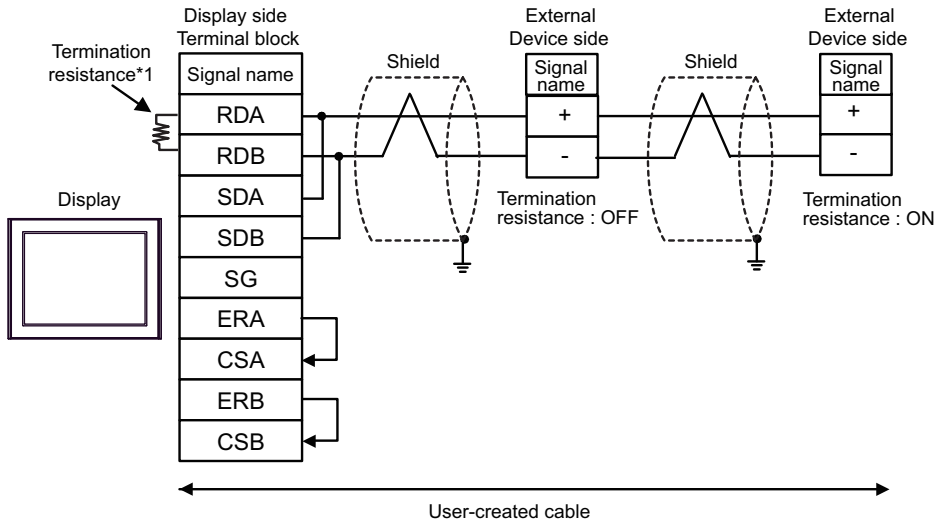 Display side
Terminal block
External
Device side
External
Device side
Termination
resistance*1
Signal name
Shield
Signal
name
Shield
Signal
name
RDA
+
+
RDB
-
-
SDA
Termination
resistance : OFF
Termination
resistance : ON
Display
SDB
SG
ERA
CSA
ERB
CSB
User-created cable